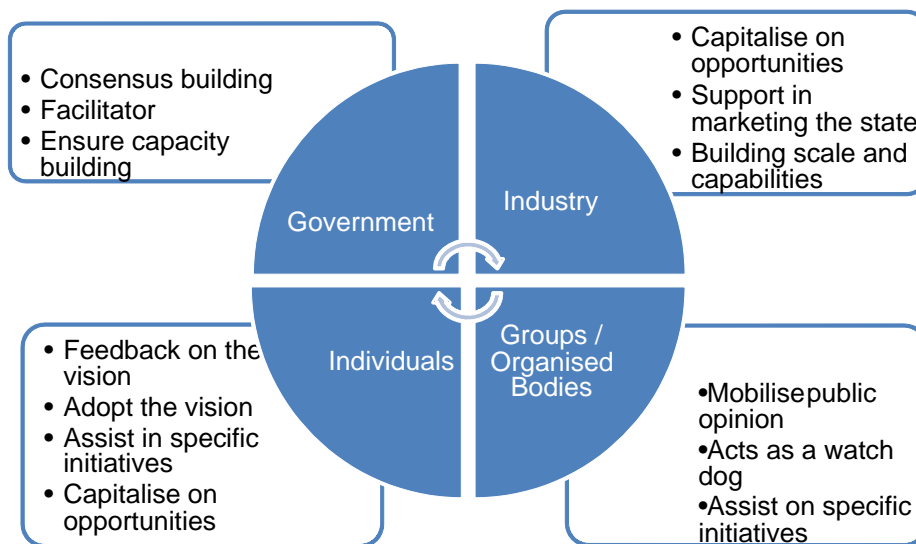 • Consensus building
• Facilitator
• Ensure capacity
building
Government
• Capitalise on
opportunities
• Support in
marketing the state
• Building scale and
capabilities
Industry
• Feedback on the
vision
• Adopt the vision
• Assist in specific
initiatives
• Capitalise on
opportunities
Individuals
Groups /
Organised
Bodies
•Mobilise public
opinion
•Acts as a watch
dog
•Assist on specific
initiatives